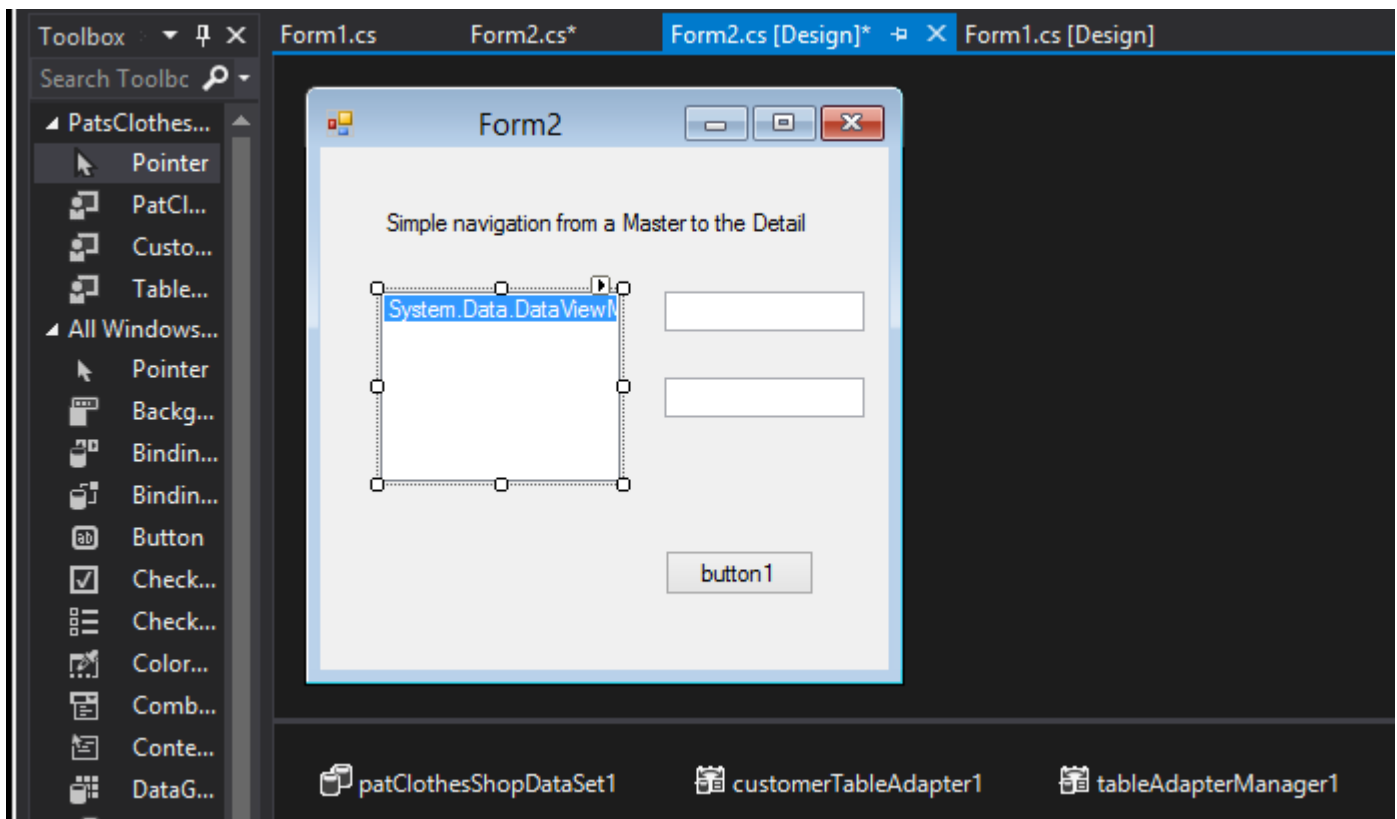 Toolbox
Form1.cs
Form2.cs*
Form2.cs [Design]*
Form1.cs [Design]
Search Toolbc
PatsClothes...
Pointer
PatCl...
Custo...
Table...
All Windows...
Pointer
Backg...
Bindin...
Bindin...
Button
Check...
Check...
Color...
Comb...
Conte...
DataG...
Form2
Simple navigation from a Master to the Detail
System.Data.DataViewM
button1
patClothesShopDataSet1
customerTableAdapter1
tableAdapterManager1